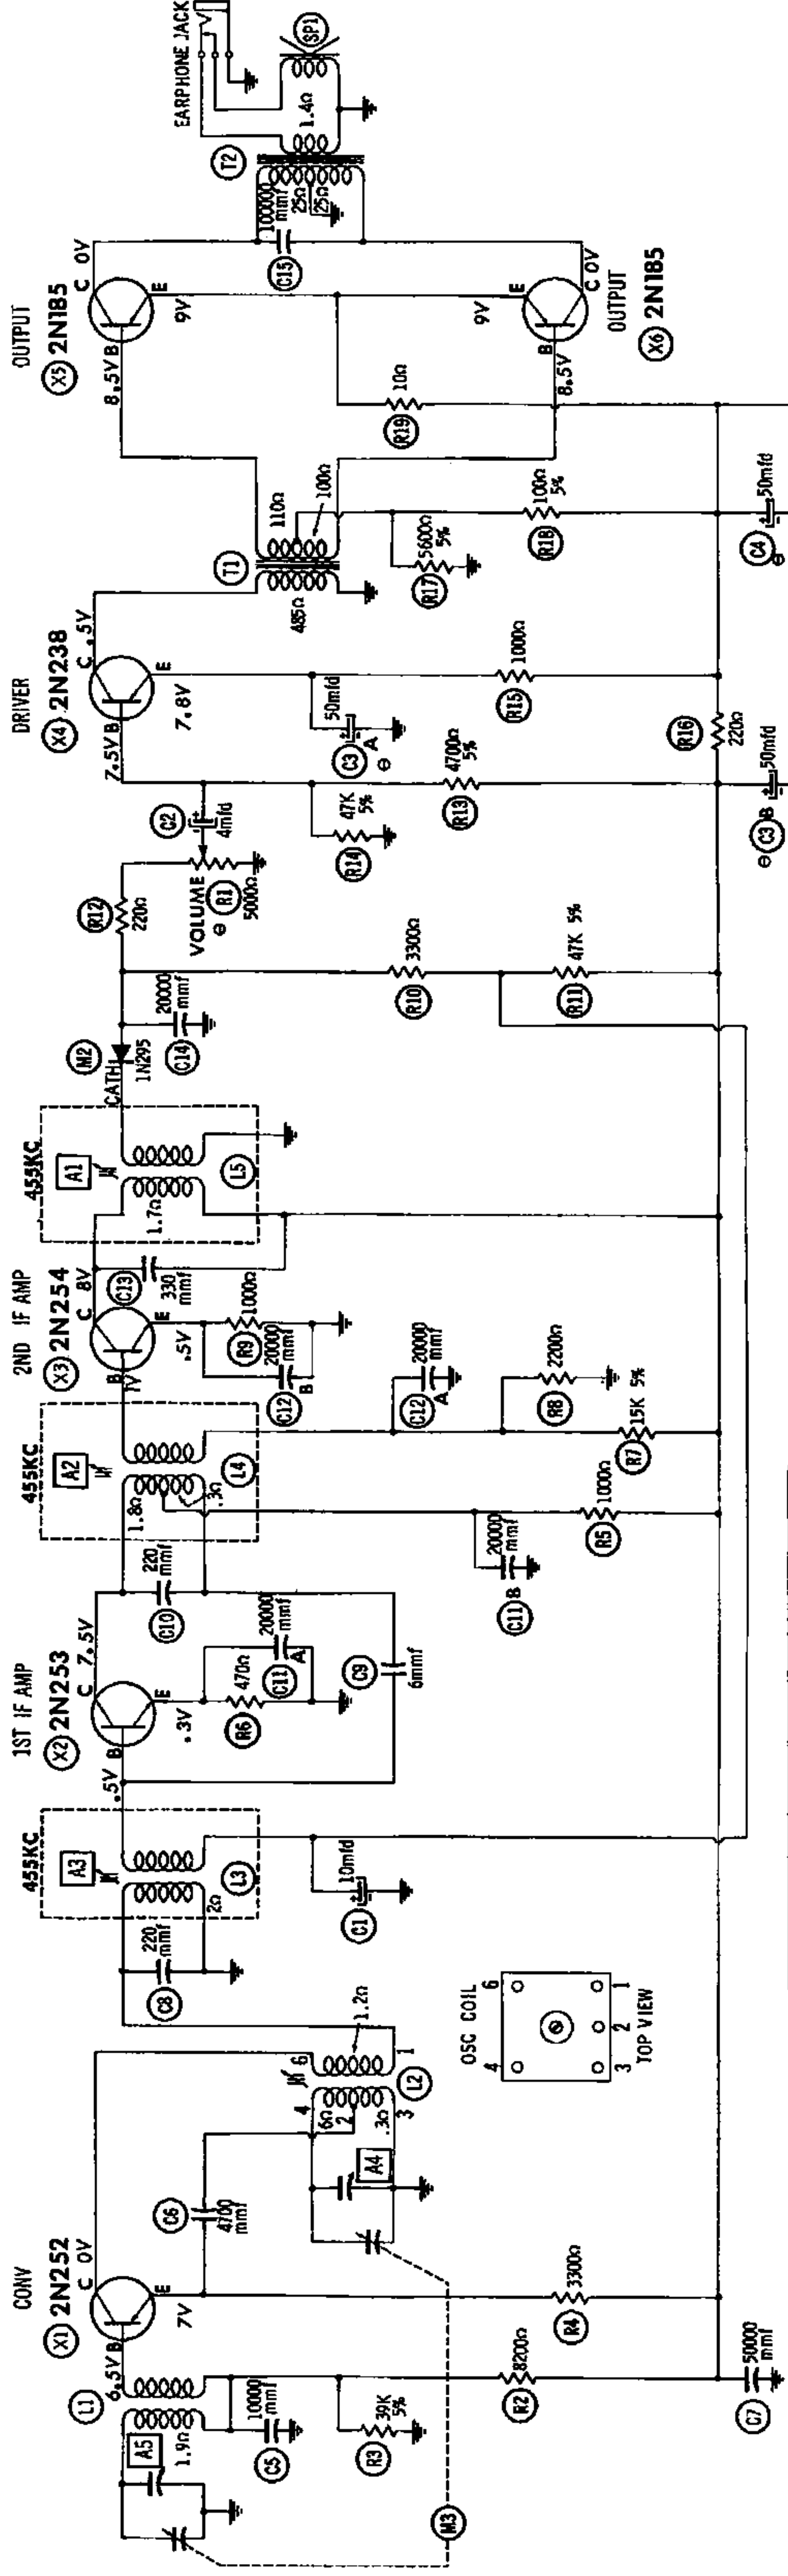 CONV
X1 2N252
L1
6.5V B
C 0V
E
7V
A5
1.9Ω
C5
10000 mmf
R3
39K 5%
R2
8200Ω
R4
3300Ω
C7
50000 mmf
M3
C6
4700 mmf
4
6Ω
2
.3Ω
3
6
1
1.2Ω
L2
A4
OSC COIL
4
6
3
2
1
TOP VIEW
C8
220 mmf
455KC
A3
L3
2Ω
C1
10mfd
1ST IF AMP
X2 2N253
.5V B
C 7.5V
E
.3V
R6
470Ω
C11
A
20000 mmf
C9
6mmf
C10
220 mmf
455KC
A2
1.8Ω
.3Ω
L4
C11 B
20000 mmf
R5
1000Ω
R7
15K 5%
R8
2200Ω
C12
A
20000 mmf
2ND IF AMP
X3 2N254
B
1V
C 8V
E
.5V
R9
1000Ω
C12
B
20000 mmf
C13
330 mmf
455KC
A1
1.7Ω
L5
CATH
M2
1N295
C14
20000 mmf
R12
220Ω
R10
3300Ω
R11
47K 5%
VOLUME
R1
5000Ω
C2
4mfd
R14
47K 5%
R13
4700Ω 5%
C3 B
50mfd
R16
220Ω
DRIVER
X4 2N238
7.5V B
C .5V
E
7.8V
C3 A
50mfd
R15
1000Ω
T1
485Ω
110Ω
100Ω
R17
5600Ω 5%
R18
100Ω 5%
C4
50mfd
R19
10Ω
OUTPUT
X5 2N185
8.5V B
C 0V
E
9V
9V
E
B
8.5V
C 0V
OUTPUT
X6 2N185
C15
100000 mmf
25Ω
25Ω
T2
1.4Ω
EARPHONE JACK
SP1